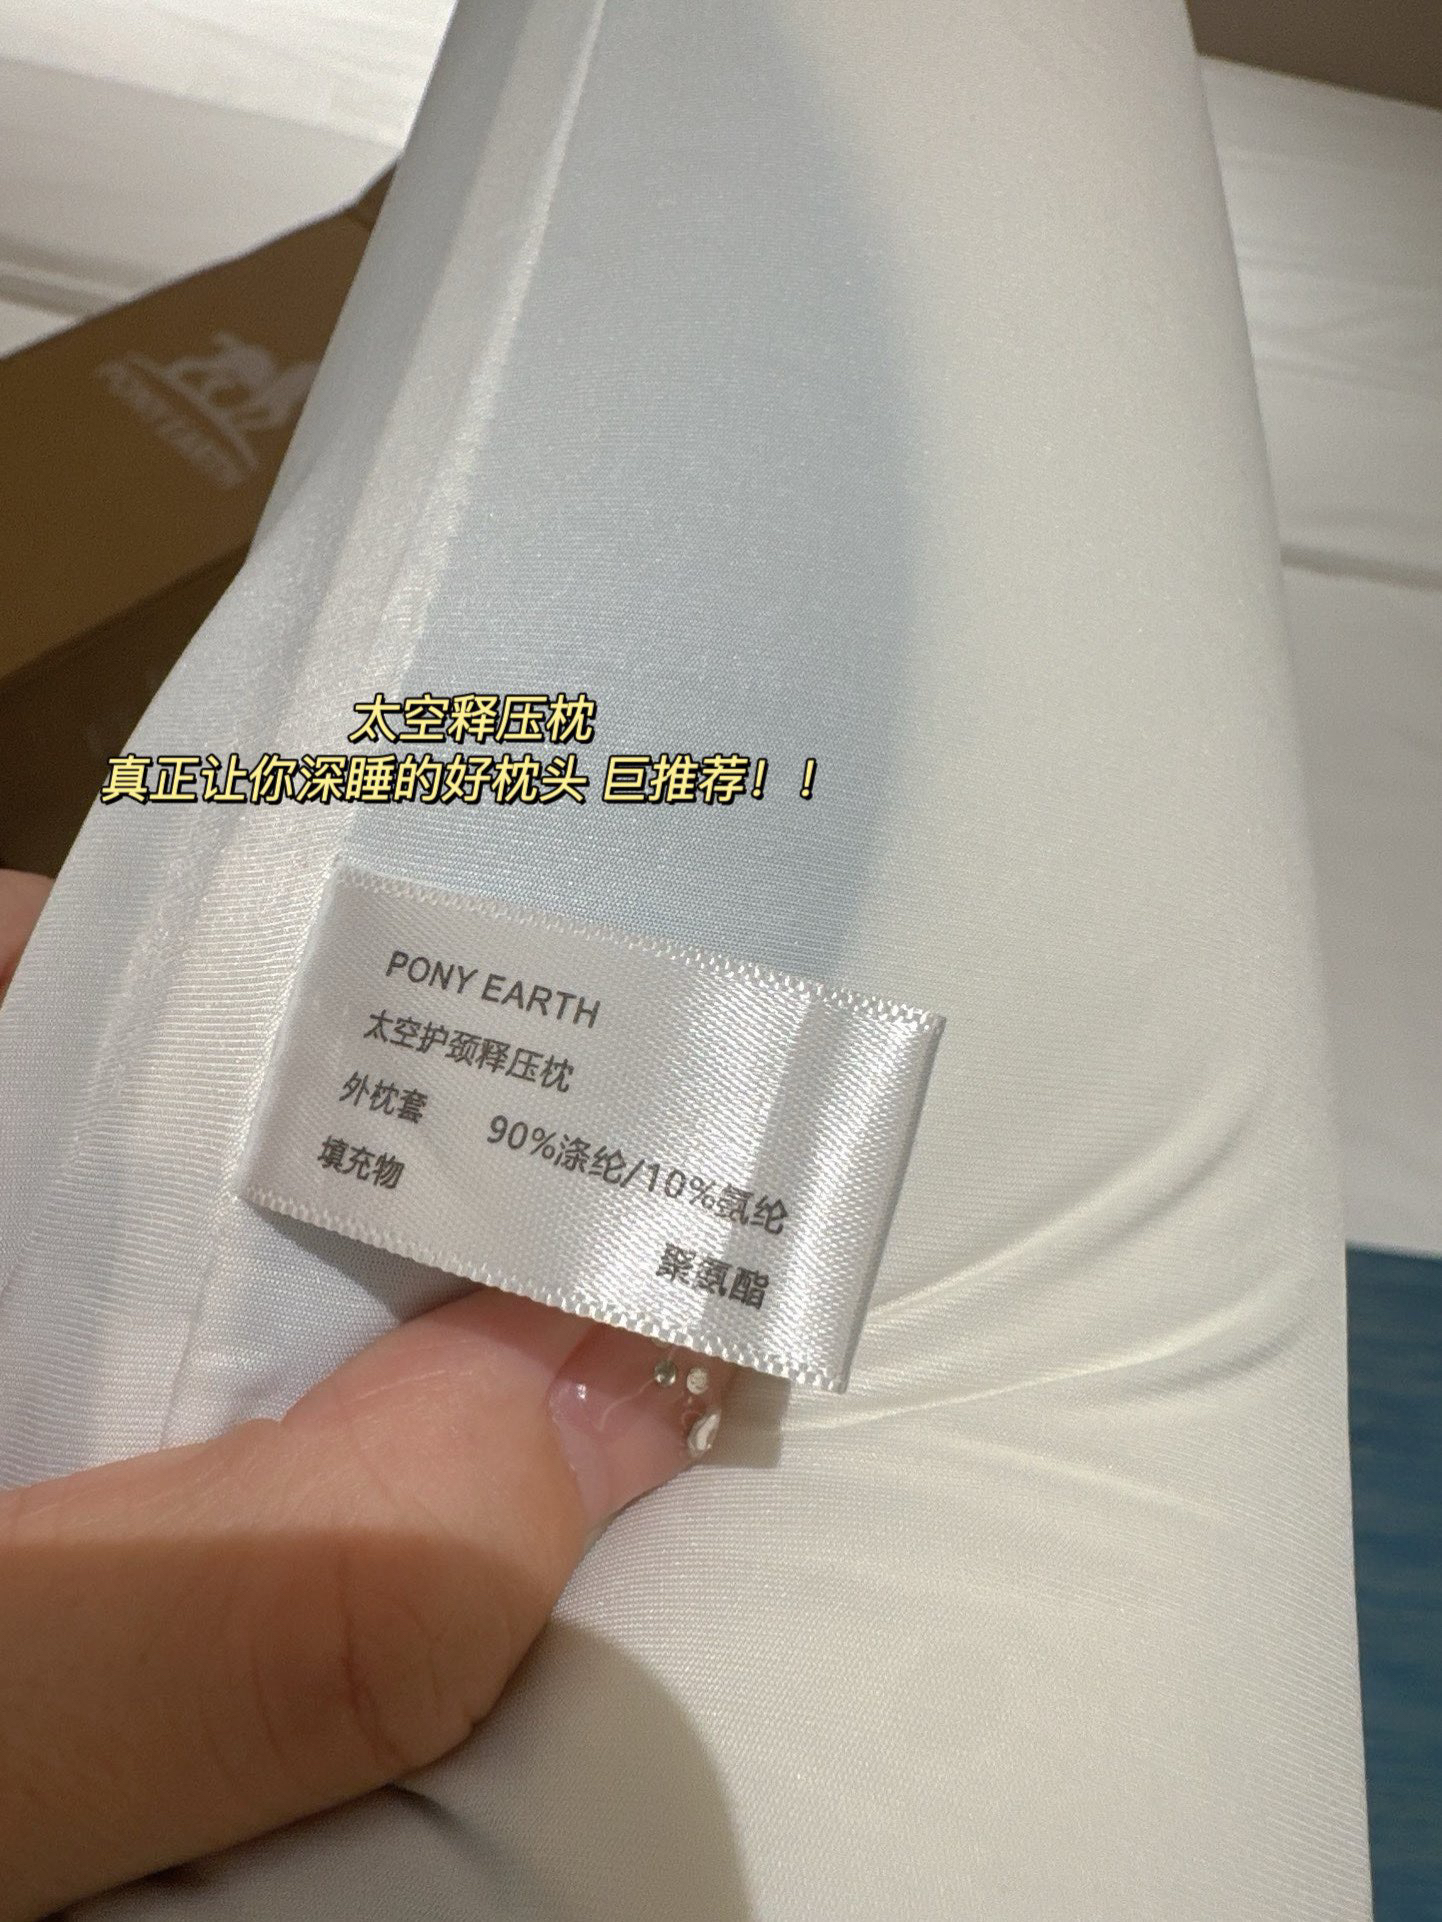 PONY EARTH
太空释压枕
真正让你深睡的好枕头 巨推荐！！
PONY EARTH
太空护颈释压枕
外枕套 90%涤纶/10%氨纶
填充物 聚氨酯